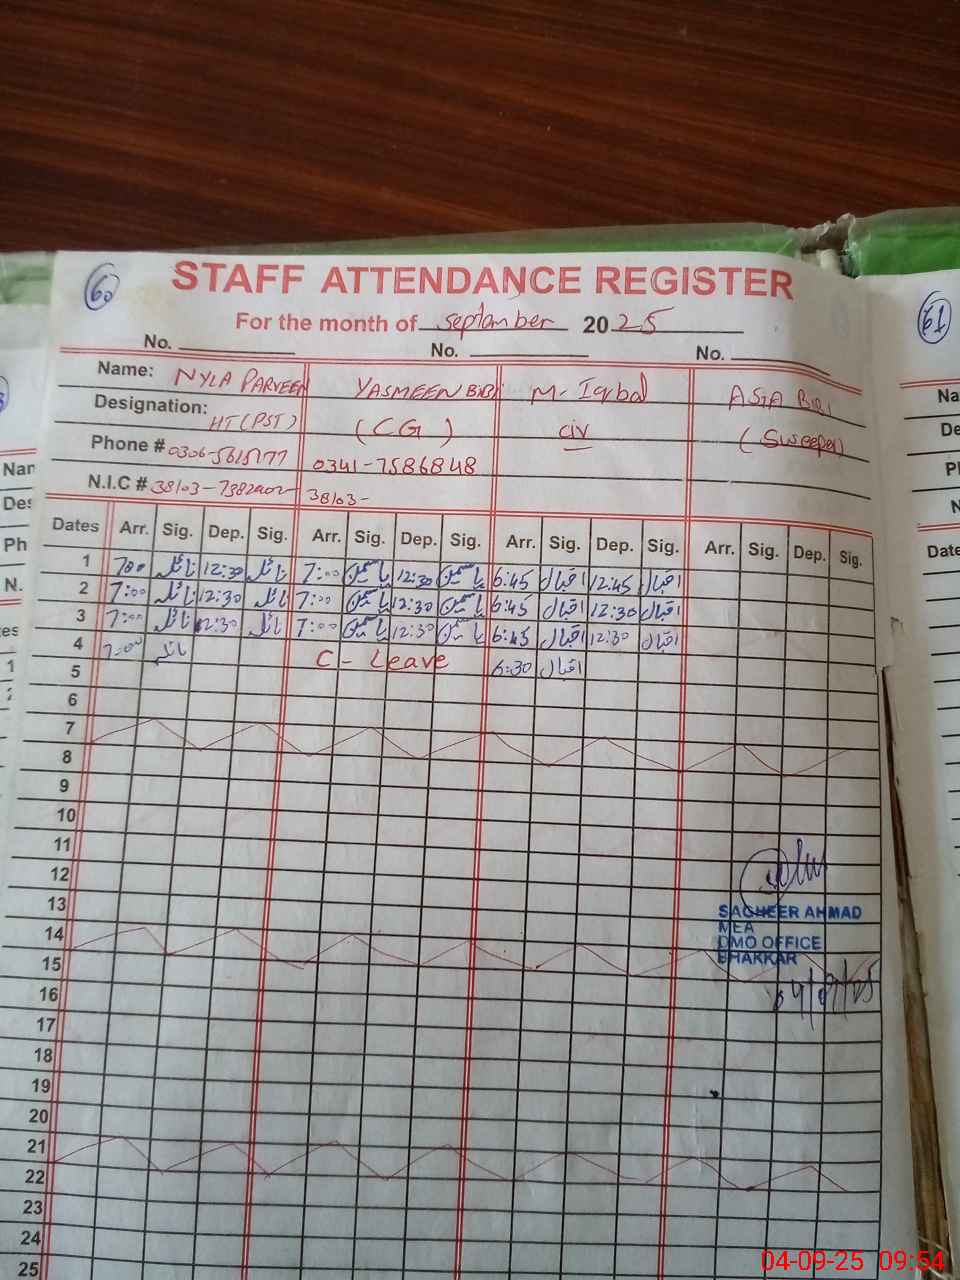 60
STAFF ATTENDANCE REGISTER
61
For the month of September 2025
No. No. No.
Name: NYLA PARVEEN YASMEEN BIBI M. Iqbal ASIA BIBI
Designation: HT (PST) (CG) civ (Sweeper)
Phone # 0306-5615177 0341-7586848
N.I.C # 38103-7382902- 38103-
Dates Arr. Sig. Dep. Sig. Arr. Sig. Dep. Sig. Arr. Sig. Dep. Sig. Arr. Sig. Dep. Sig.
1 7:00 نائلہ 12:30 نائلہ 7:00 یاسمین 12:30 یاسمین 6:45 اقبال 12:45 اقبال
2 7:00 نائلہ 12:30 نائلہ 7:00 یاسمین 12:30 یاسمین 6:45 اقبال 12:30 اقبال
3 7:00 نائلہ 12:30 نائلہ 7:00 یاسمین 12:30 یاسمین 6:45 اقبال 12:30 اقبال
4 7:00 نائلہ C - Leave 6:30 اقبال
5
6
7
8
9
10
11
12
13
SAGHEER AHMAD
MEA
DMO OFFICE
BHAKKAR
14
15
04/09/25
16
17
18
19
20
21
22
23
24
25
04-09-25 09:54